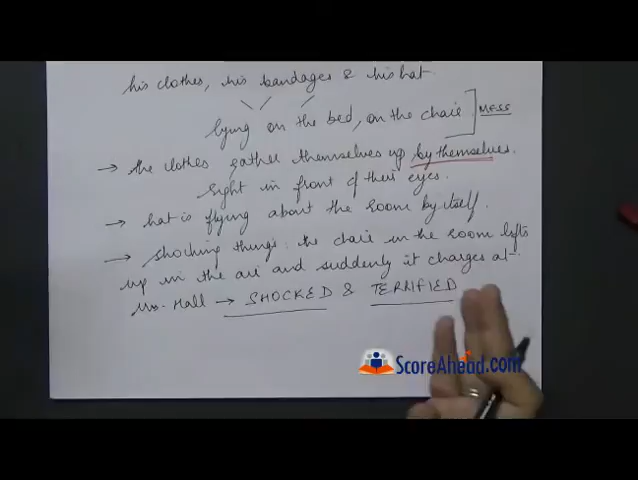 his clothes, his bandages & his hat
lying on the bed, on the chair ] MESS
→ the clothes gather themselves up by themselves.
right in front of their eyes.
→ hat is flying about the room by itself.
→ shocking things: the chair in the room lifts
up in the air and suddenly it charges at
Mrs. Hall → SHOCKED & TERRIFIED
ScoreAhead.com